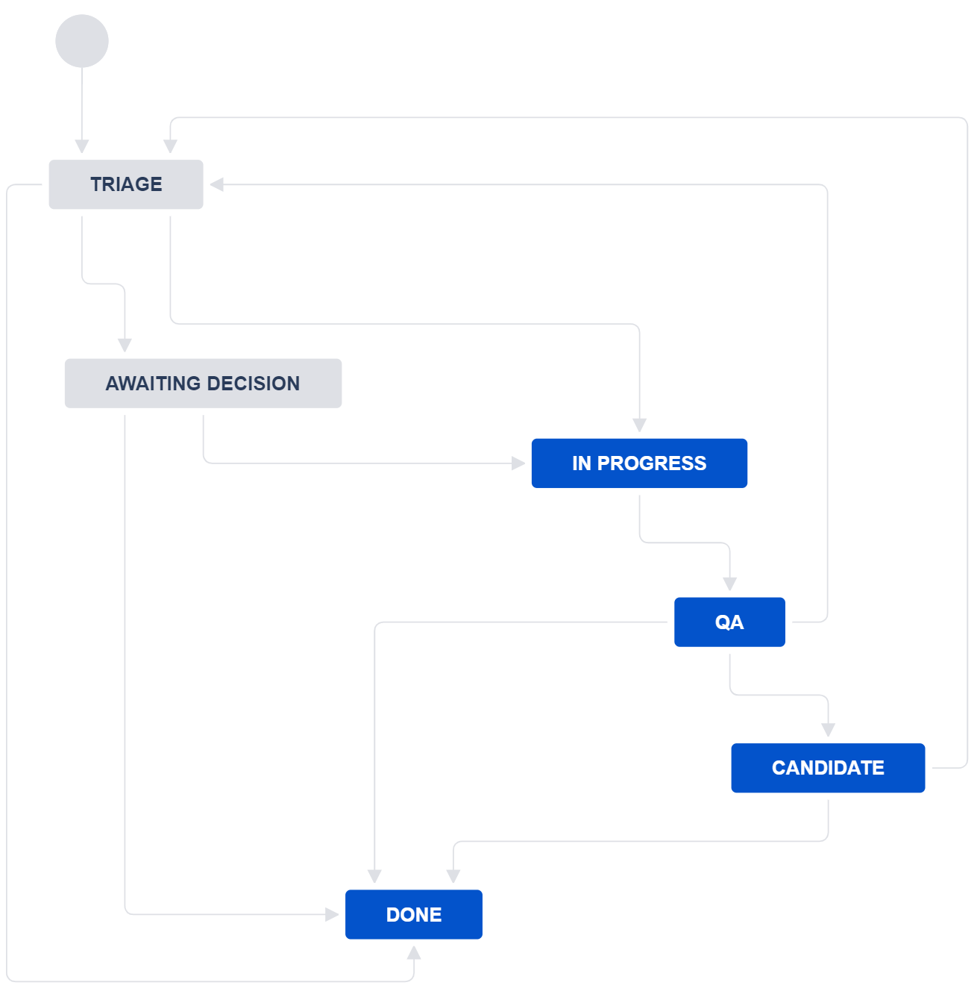 TRIAGE
AWAITING DECISION
IN PROGRESS
QA
CANDIDATE
DONE